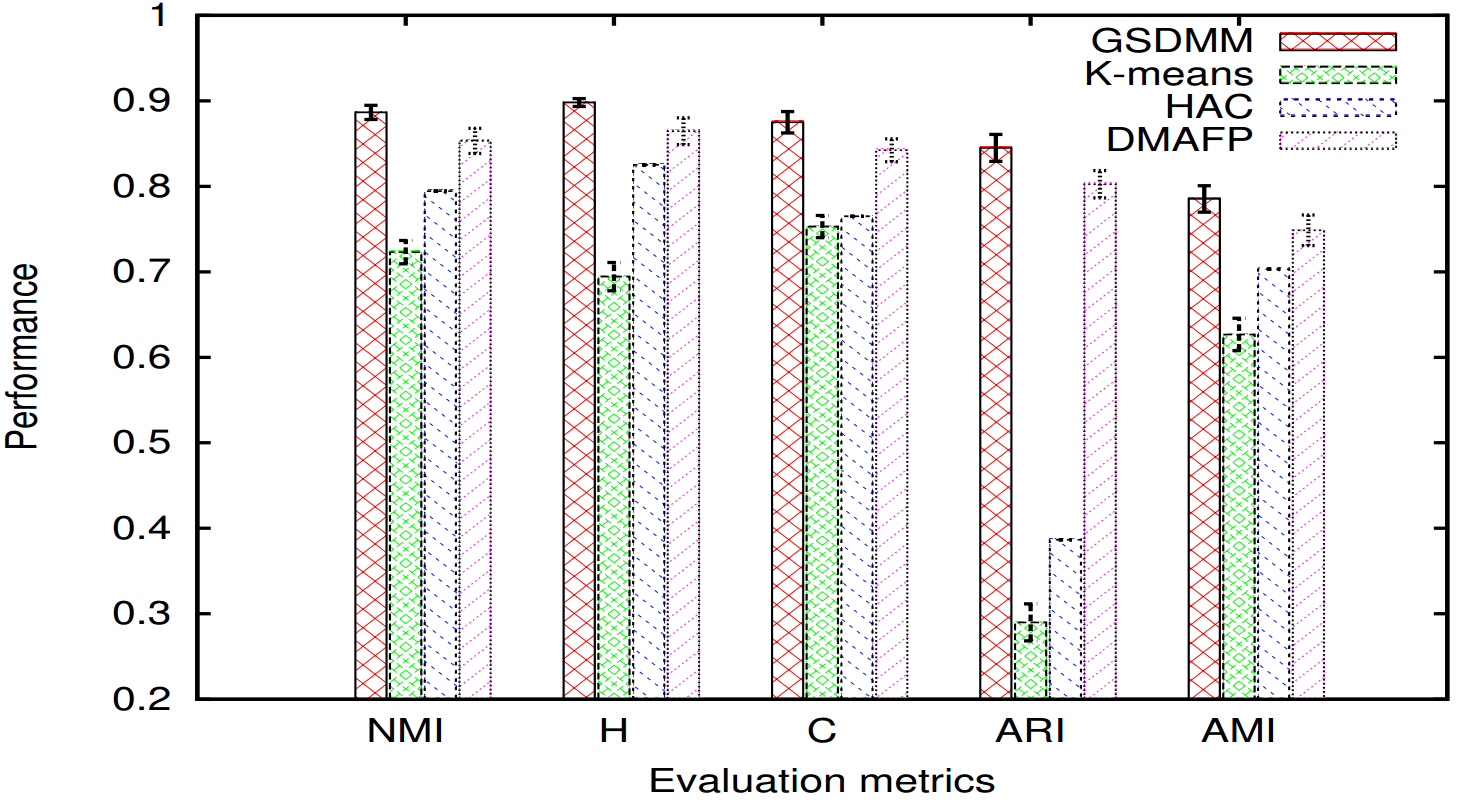 1
0.9
0.8
0.7
0.6
0.5
0.4
0.3
0.2
Performance
GSDMM
K-means
HAC
DMAFP
NMI H C ARI AMI
Evaluation metrics